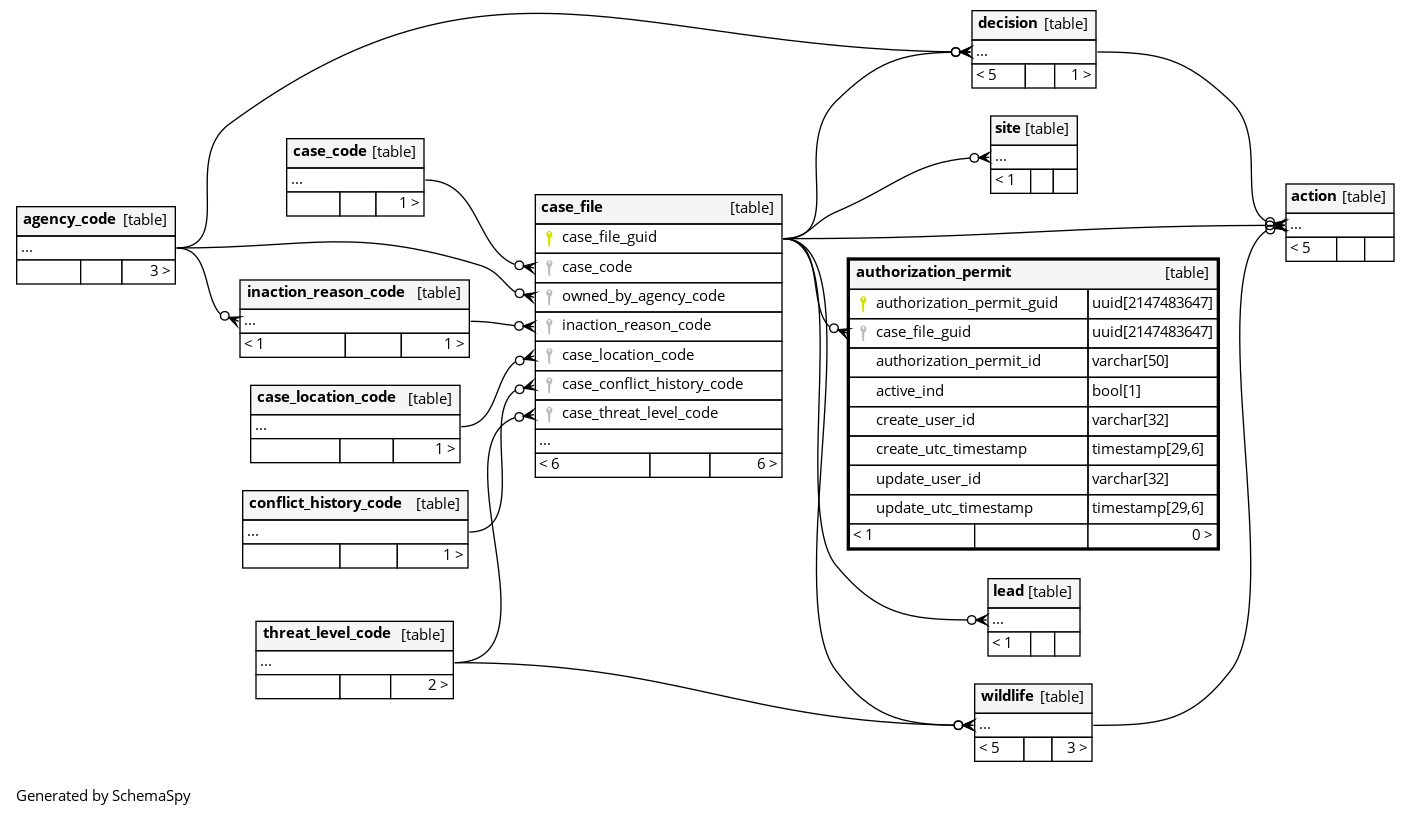 decision [table]
...
< 5 1 >
site [table]
...
< 1
case_code [table]
...
1 >
agency_code [table]
...
3 >
action [table]
...
< 5
case_file [table]
case_file_guid
case_code
owned_by_agency_code
inaction_reason_code
case_location_code
case_conflict_history_code
case_threat_level_code
...
< 6 6 >
inaction_reason_code [table]
...
< 1 1 >
authorization_permit [table]
authorization_permit_guid uuid[2147483647]
case_file_guid uuid[2147483647]
authorization_permit_id varchar[50]
active_ind bool[1]
create_user_id varchar[32]
create_utc_timestamp timestamp[29,6]
update_user_id varchar[32]
update_utc_timestamp timestamp[29,6]
< 1 0 >
case_location_code [table]
...
1 >
conflict_history_code [table]
...
1 >
lead [table]
...
< 1
threat_level_code [table]
...
2 >
wildlife [table]
...
< 5 3 >
Generated by SchemaSpy